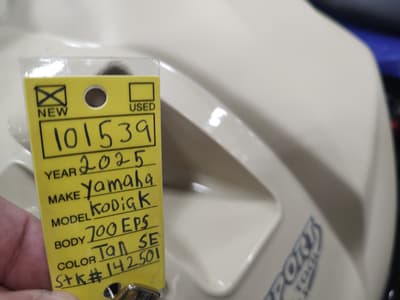 NEW USED
101539
YEAR 2025
MAKE Yamaha
MODEL KODIAK
BODY 700 EPS
COLOR Tan SE
Stk# 142501